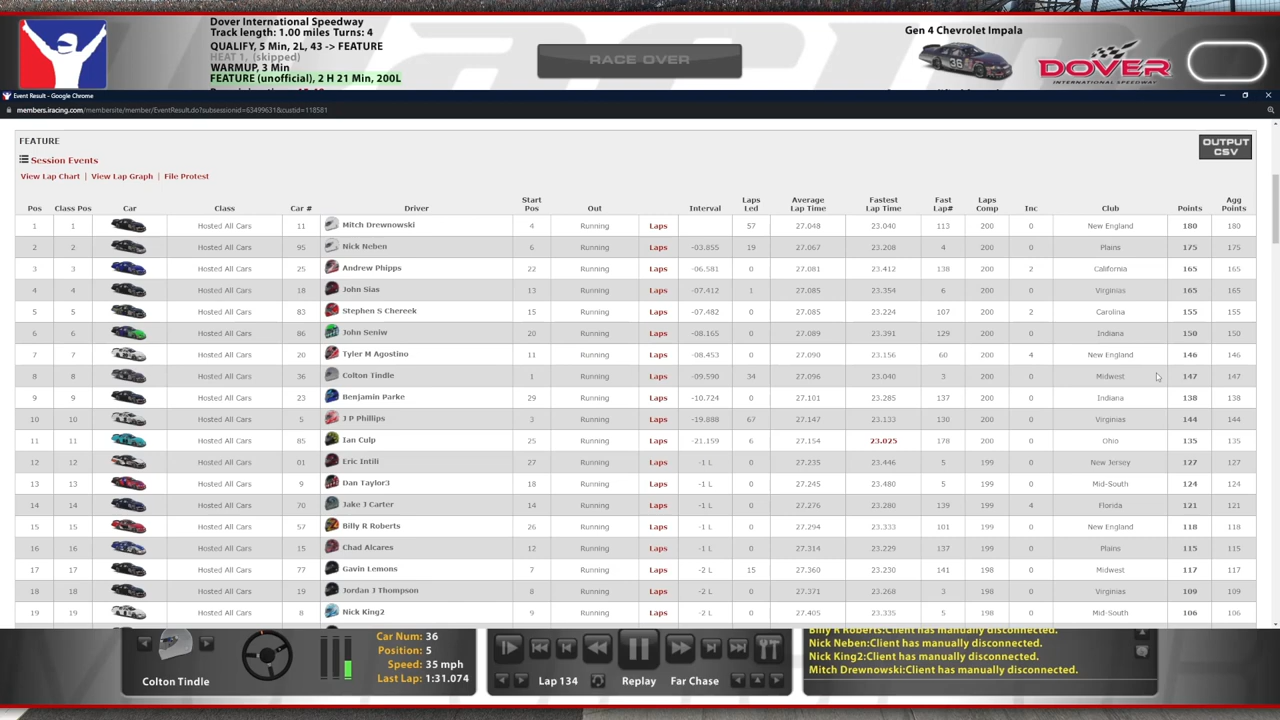 Dover International Speedway
Track length: 1.00 miles Turns: 4
QUALIFY, 5 Min, 2L, 43 -> FEATURE
HEAT 1, (skipped)
WARMUP, 3 Min
FEATURE (unofficial), 2 H 21 Min, 200L
RACE OVER
Gen 4 Chevrolet Impala
36
DOVER
INTERNATIONAL SPEEDWAY
Event Result - Google Chrome
members.iracing.com/membersite/member/EventResult.do?subsessionid=63499631&custid=118581
FEATURE
OUTPUT CSV
Session Events
View Lap Chart | View Lap Graph | File Protest
Pos Class Pos Car Class Car # Driver Start Pos Out Interval Laps Led Average Lap Time Fastest Lap Time Fast Lap# Laps Comp Inc Club Points Agg Points
1 1 Hosted All Cars 11 Mitch Drewnowski 4 Running Laps 57 27.048 23.040 113 200 0 New England 180 180
2 2 Hosted All Cars 95 Nick Neben 6 Running Laps -03.855 19 27.067 23.208 4 200 0 Plains 175 175
3 3 Hosted All Cars 25 Andrew Phipps 22 Running Laps -06.581 0 27.081 23.412 138 200 2 California 165 165
4 4 Hosted All Cars 18 John Sias 13 Running Laps -07.412 1 27.085 23.354 6 200 0 Virginias 165 165
5 5 Hosted All Cars 83 Stephen S Chereek 15 Running Laps -07.482 0 27.085 23.224 107 200 2 Carolina 155 155
6 6 Hosted All Cars 86 John Seniw 20 Running Laps -08.165 0 27.089 23.391 129 200 0 Indiana 150 150
7 7 Hosted All Cars 20 Tyler M Agostino 11 Running Laps -08.453 0 27.090 23.156 60 200 4 New England 146 146
8 8 Hosted All Cars 36 Colton Tindle 1 Running Laps -09.590 34 27.096 23.040 3 200 0 Midwest 147 147
9 9 Hosted All Cars 23 Benjamin Parke 29 Running Laps -10.724 0 27.101 23.285 137 200 0 Indiana 138 138
10 10 Hosted All Cars 5 J P Phillips 3 Running Laps -19.888 67 27.147 23.133 130 200 0 Virginias 144 144
11 11 Hosted All Cars 85 Ian Culp 25 Running Laps -21.159 6 27.154 23.025 178 200 0 Ohio 135 135
12 12 Hosted All Cars 01 Eric Intili 27 Running Laps -1 L 0 27.235 23.446 5 199 0 New Jersey 127 127
13 13 Hosted All Cars 9 Dan Taylor3 18 Running Laps -1 L 0 27.245 23.480 5 199 0 Mid-South 124 124
14 14 Hosted All Cars 70 Jake J Carter 14 Running Laps -1 L 0 27.276 23.280 139 199 4 Florida 121 121
15 15 Hosted All Cars 57 Billy R Roberts 26 Running Laps -1 L 0 27.294 23.333 101 199 0 New England 118 118
16 16 Hosted All Cars 15 Chad Alcares 12 Running Laps -1 L 0 27.557 23.229 137 199 0 Plains 115 115
17 17 Hosted All Cars 77 Gavin Lemons 7 Running Laps -2 L 15 27.360 23.230 141 198 0 Midwest 117 117
18 18 Hosted All Cars 19 Jordan J Thompson 8 Running Laps -2 L 0 27.371 23.268 3 198 0 Virginias 109 109
19 19 Hosted All Cars 8 Nick King2 9 Running Laps -2 L 0 27.405 23.335 5 198 0 Mid-South 106 106
Colton Tindle
Car Num: 36
Position: 5
Speed: 35 mph
Last Lap: 1:31.074
Lap 134 Replay Far Chase
Billy R Roberts:Client has manually disconnected.
Nick Neben:Client has manually disconnected.
Nick King2:Client has manually disconnected.
Mitch Drewnowski:Client has manually disconnected.